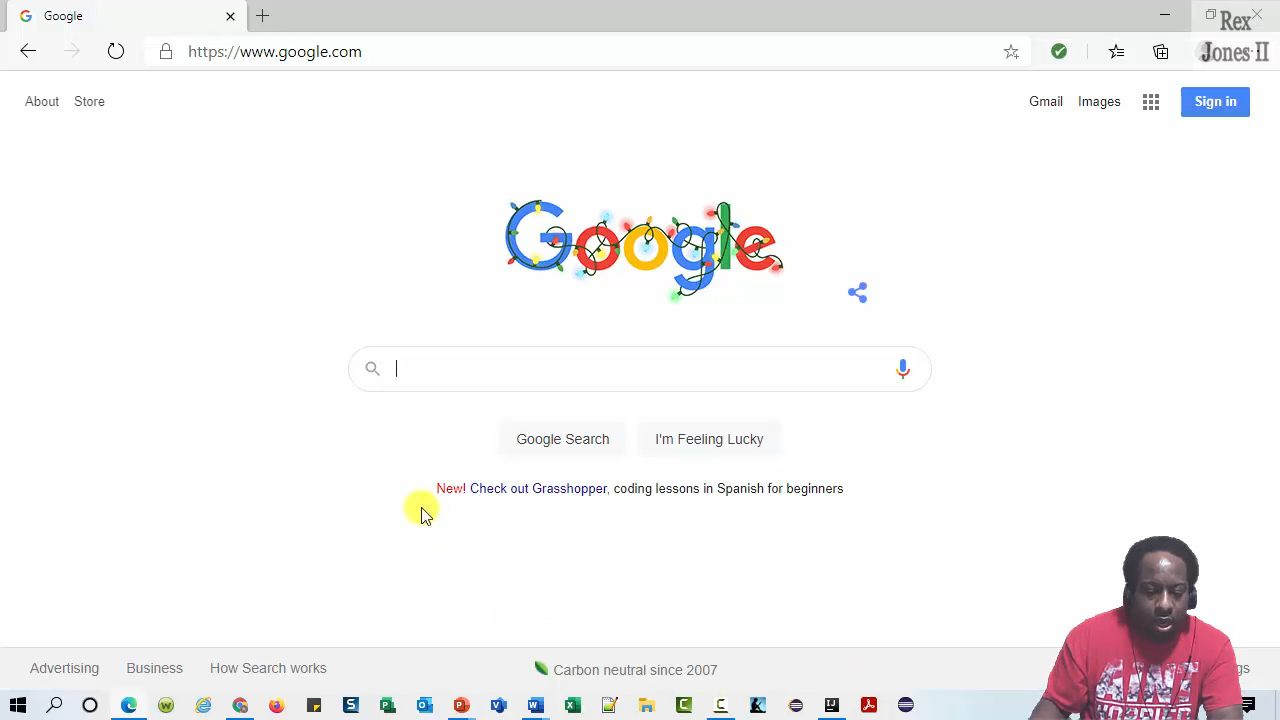 Google
https://www.google.com
Rex
Jones II
About Store
Gmail Images
Sign in
Google
Google Search
I'm Feeling Lucky
New! Check out Grasshopper, coding lessons in Spanish for beginners
Advertising Business How Search works
Carbon neutral since 2007